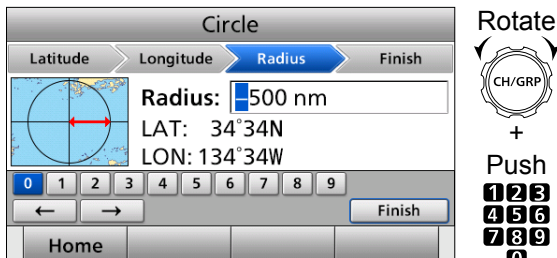 Circle
Latitude Longitude Radius Finish
Radius: –500 nm
LAT: 34°34N
LON: 134°34W
0 1 2 3 4 5 6 7 8 9
← → Finish
Home
Rotate
CH/GRP
+
Push
1 2 3
4 5 6
7 8 9
0